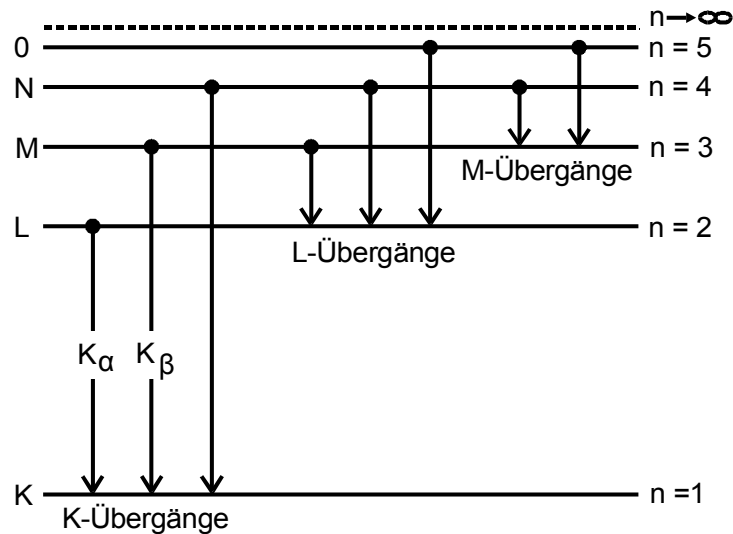 n→∞
0 n = 5
N n = 4
M n = 3
M-Übergänge
L n = 2
L-Übergänge
Kα Kβ
K n =1
K-Übergänge